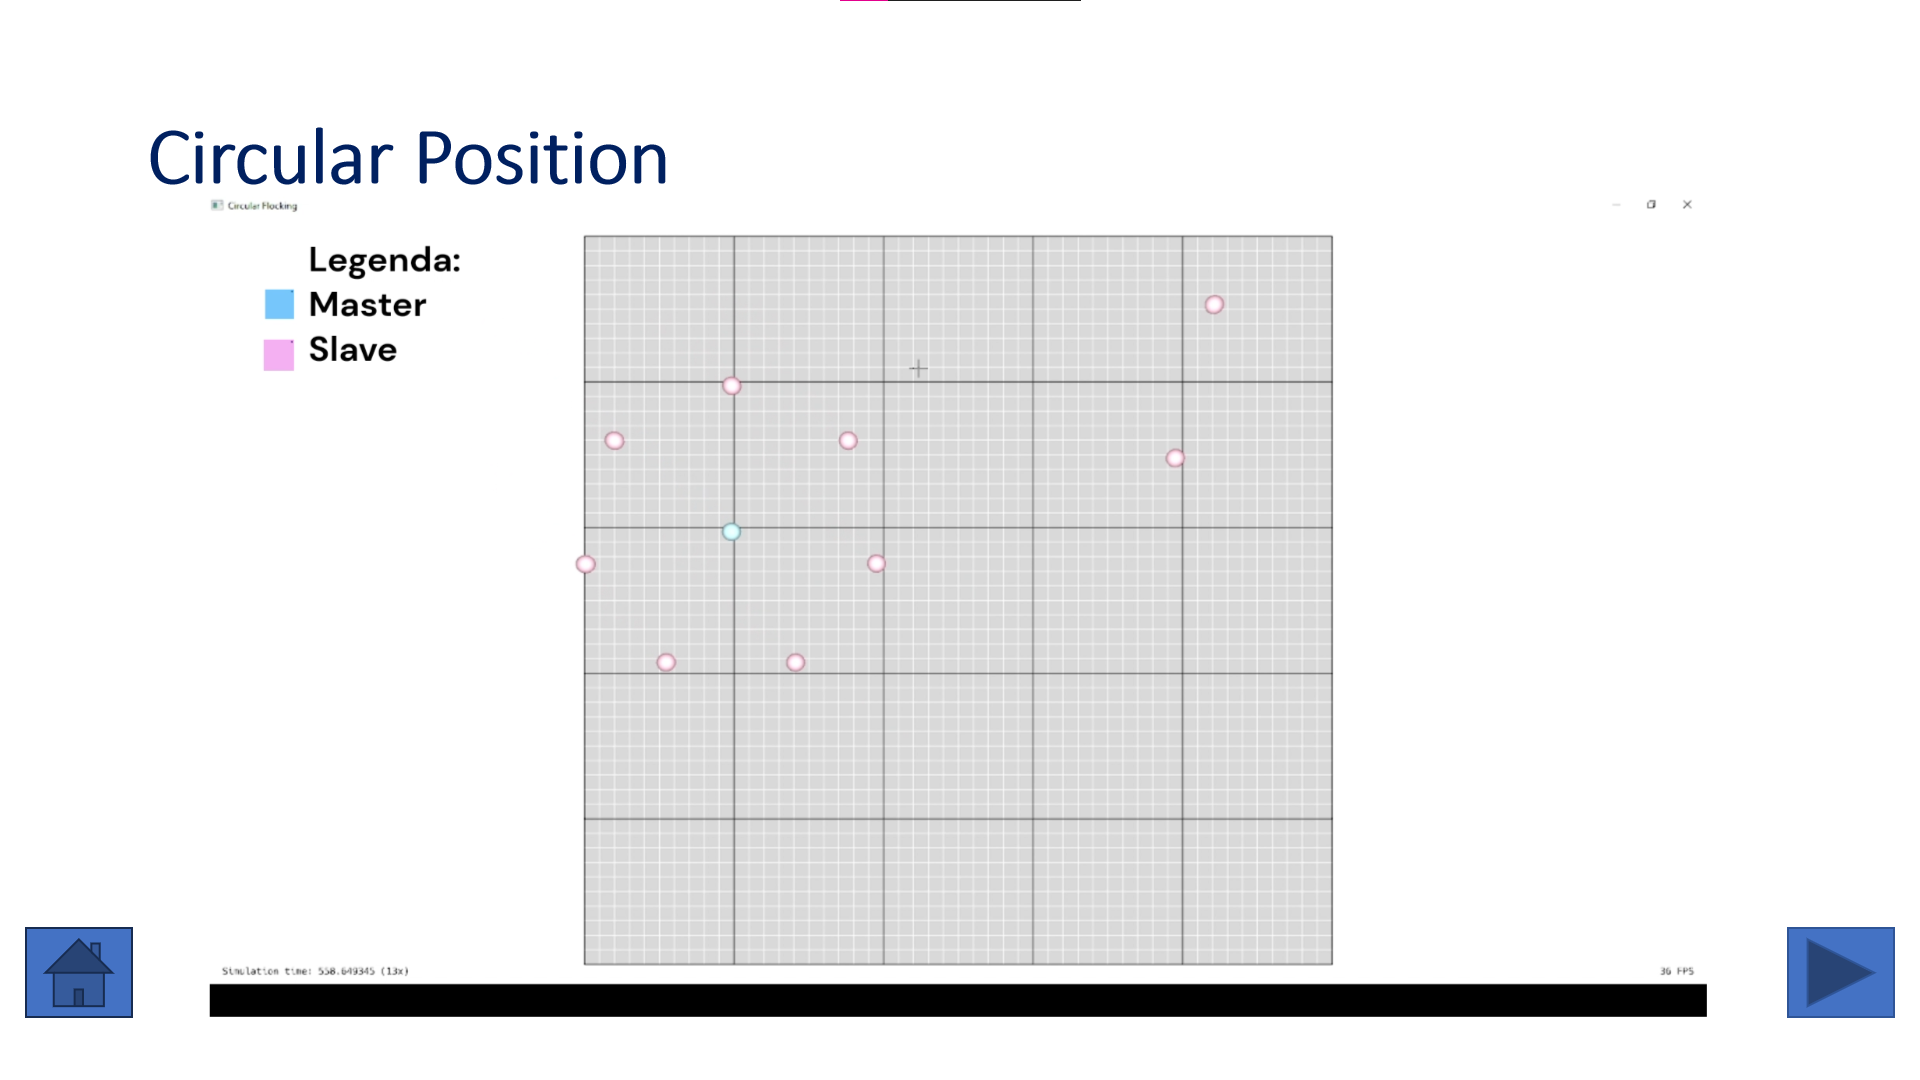 Circular Position
Circular Flocking
Legenda:
Master
Slave
Simulation time: 558.649345 (13x)
36 FPS